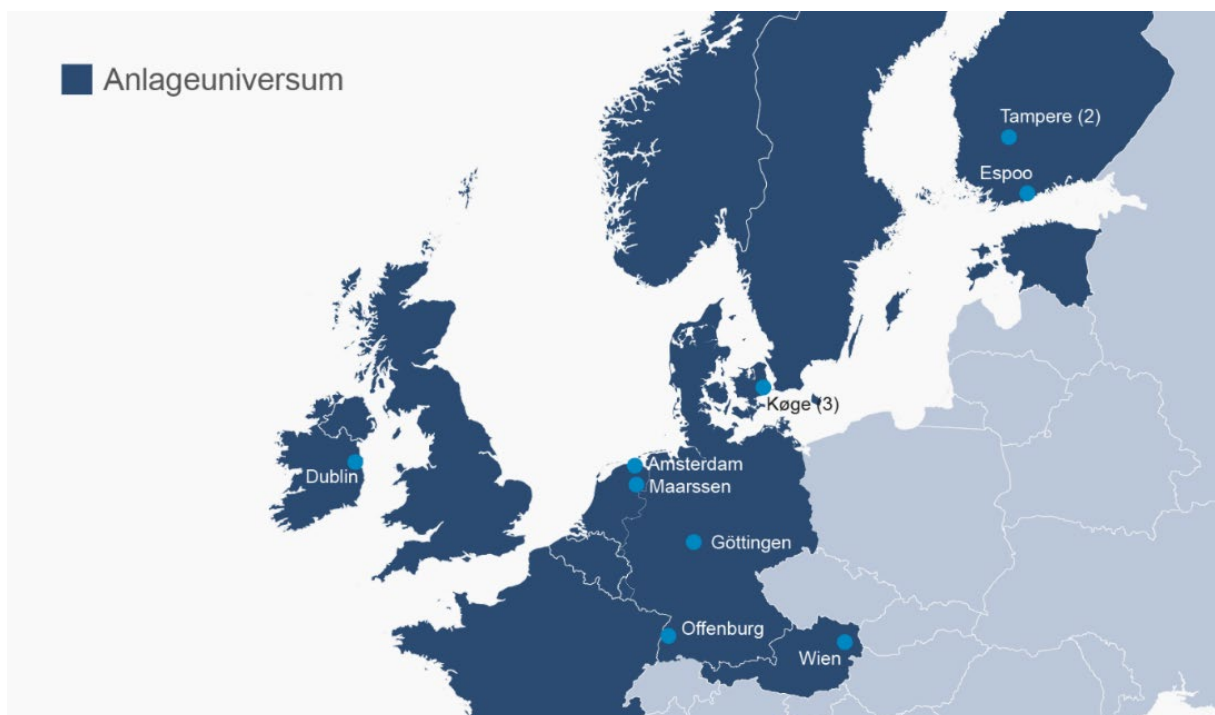 Anlageuniversum
Tampere (2)
Espoo
Køge (3)
Amsterdam
Dublin
Maarssen
Göttingen
Offenburg
Wien